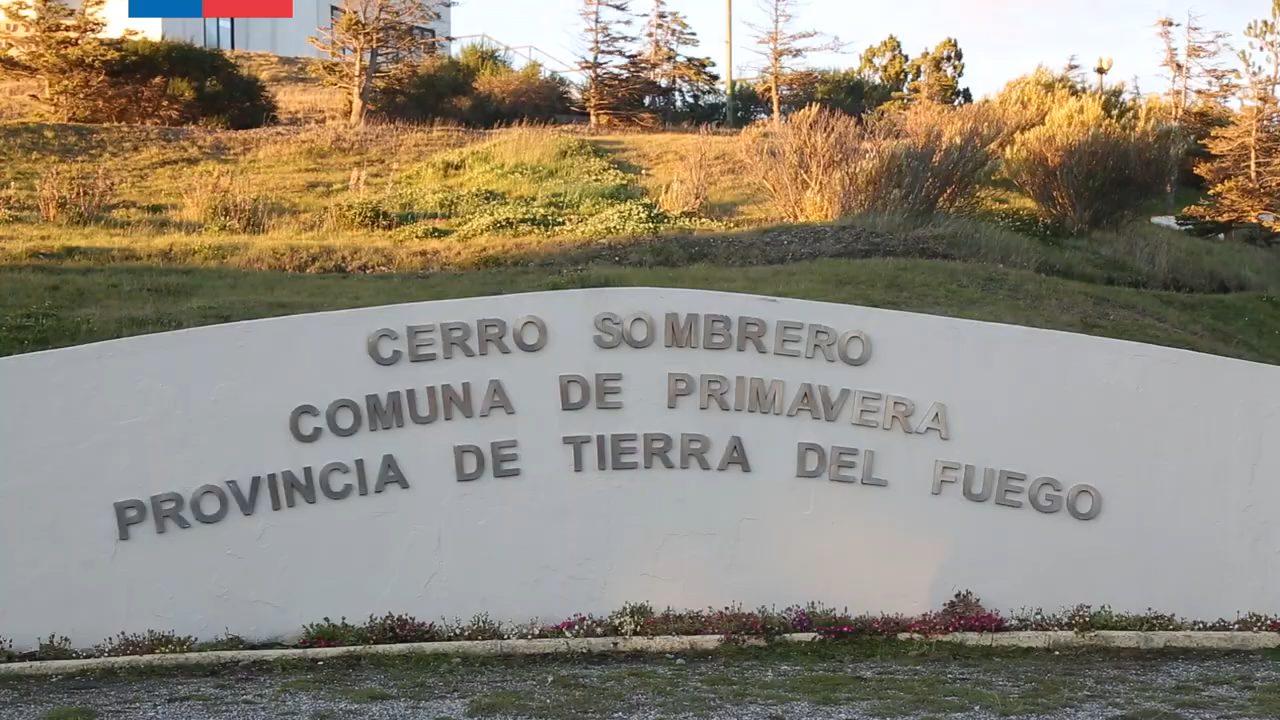 CERRO SOMBRERO
COMUNA DE PRIMAVERA
PROVINCIA DE TIERRA DEL FUEGO